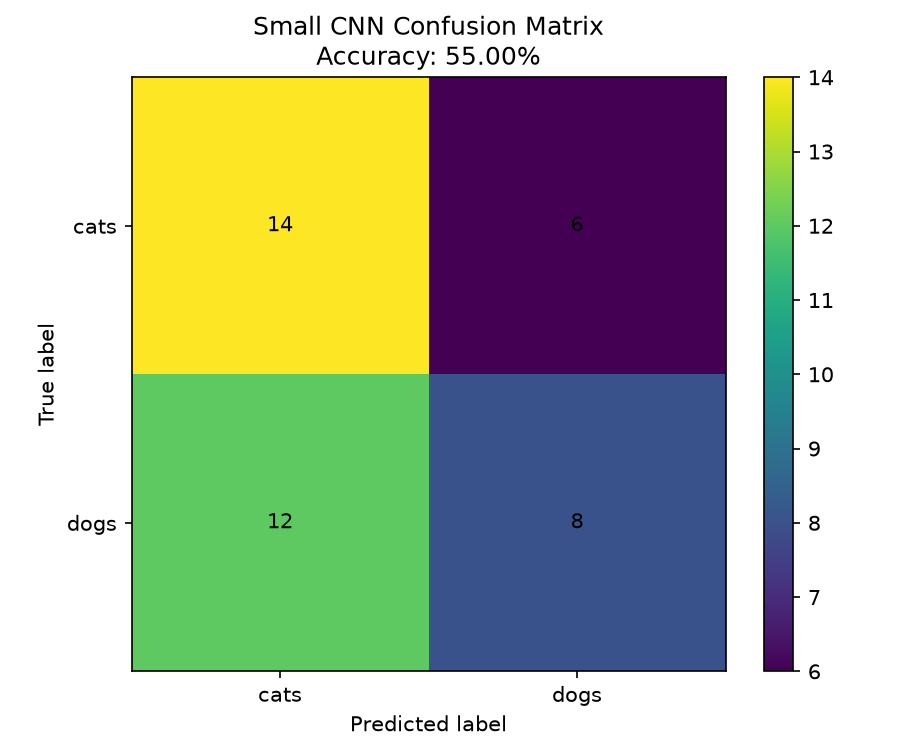 Small CNN Confusion Matrix
Accuracy: 55.00%
14
13
12
11
10
9
8
7
6
cats
14
6
True label
dogs
12
8
cats
dogs
Predicted label